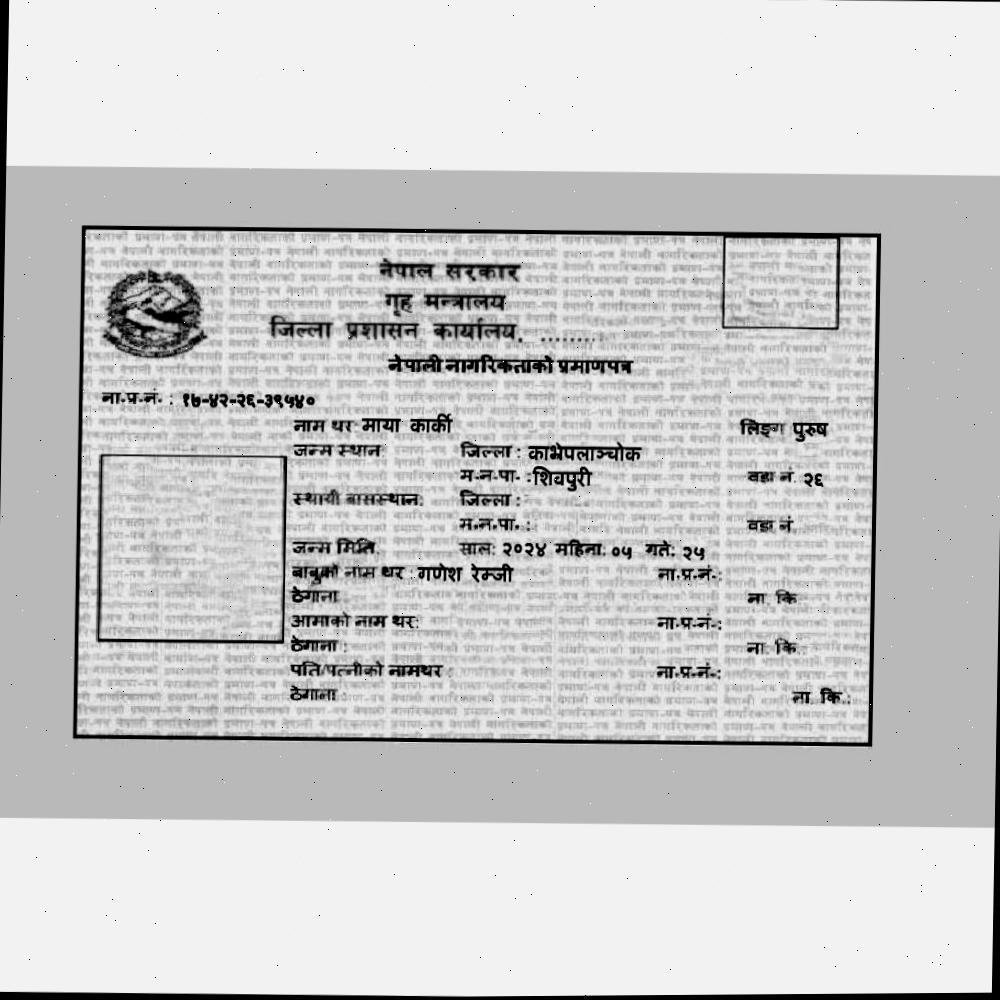 नेपाल सरकार
गृह मन्त्रालय
जिल्ला प्रशासन कार्यालय, ........
नेपाली नागरिकताको प्रमाणपत्र
ना.प्र.नं. : १७-४२-२६-३९५४०
नाम थर माया कार्की लिङ्ग पुरुष
जन्म स्थान जिल्ला : काभ्रेपलाञ्चोक
म.न.पा. : शिवपुरी वडा नं. २६
स्थायी बासस्थान: जिल्ला :
म.न.पा. : वडा नं.
जन्म मिति: साल: २०२४ महिना: ०५ गते: २५
बाबुको नाम थर : गणेश रेम्जी ना.प्र.नं.:
ठेगाना ना. कि.
आमाको नाम थर: ना.प्र.नं.:
ठेगाना : ना. कि.:
पति/पत्नीको नामथर : ना.प्र.नं.:
ठेगाना : ना. कि.: